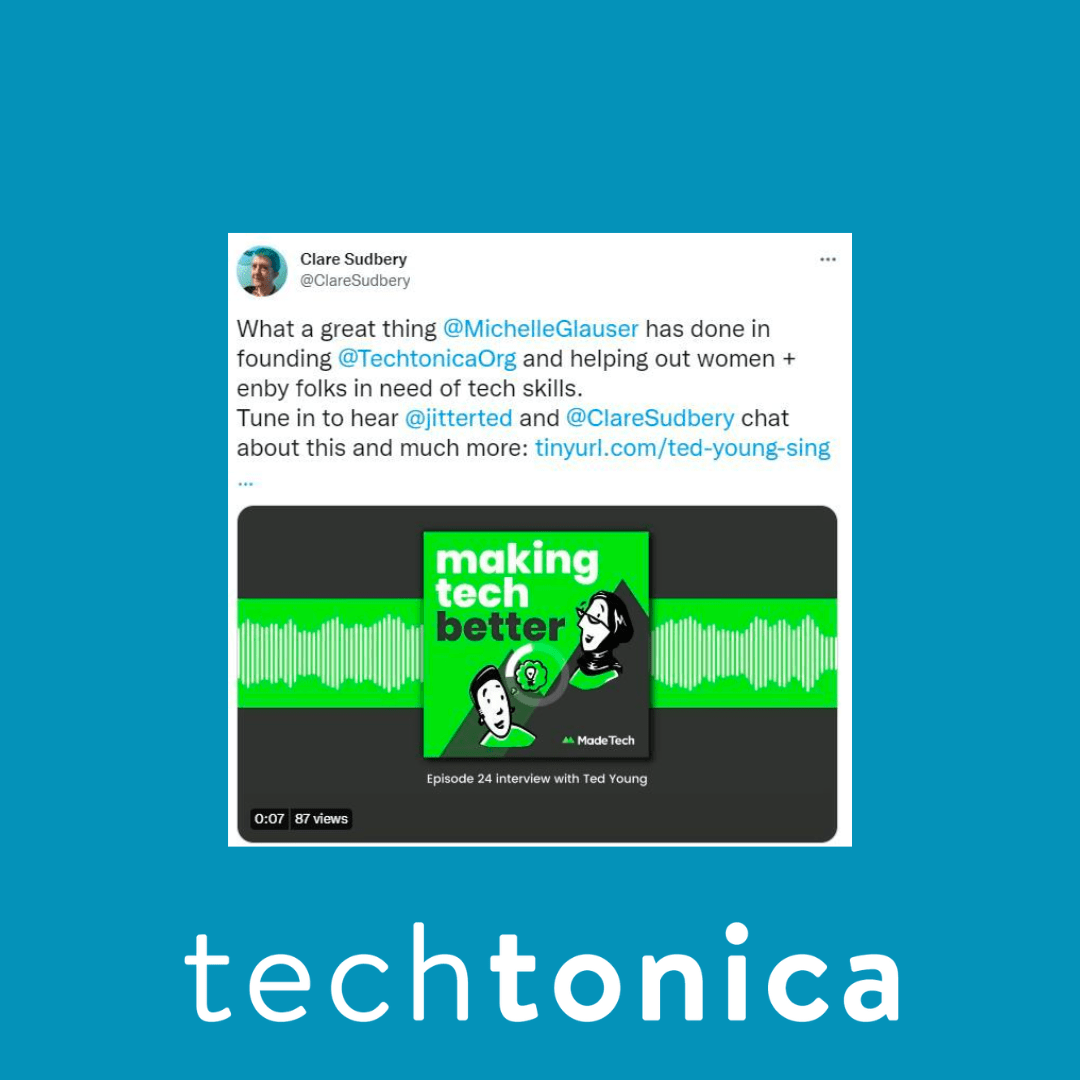 Clare Sudbery
@ClareSudbery
What a great thing @MichelleGlauser has done in
founding @TechtonicaOrg and helping out women +
enby folks in need of tech skills.
Tune in to hear @jitterted and @ClareSudbery chat
about this and much more: tinyurl.com/ted-young-sing
...
making
tech
better
MadeTech
Episode 24 interview with Ted Young
0:07 87 views
techtonica